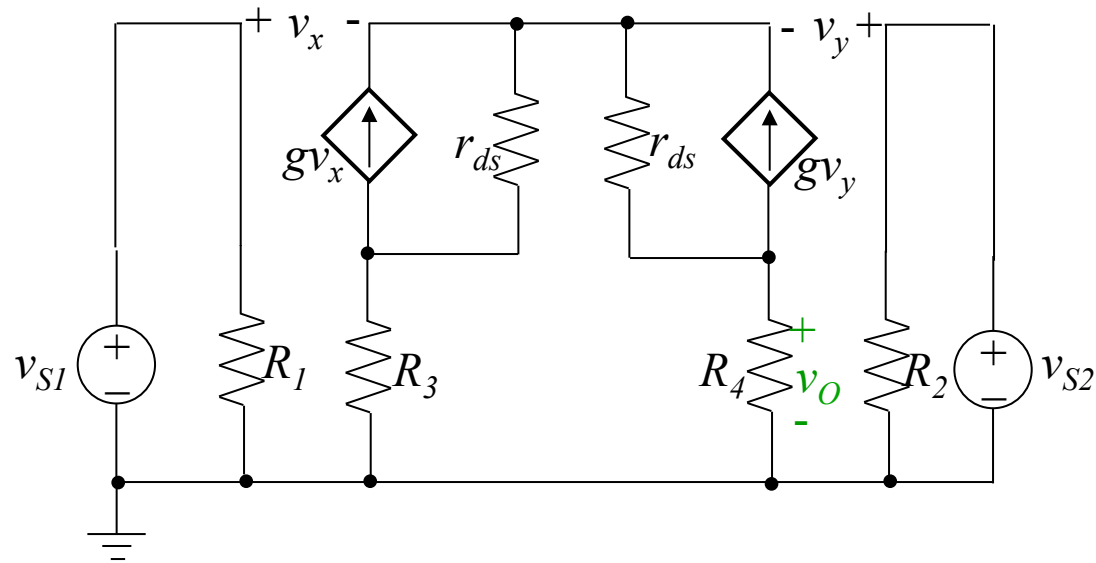 + v_x -
- v_y +
gv_x
r_ds
r_ds
gv_y
v_S1
+
−
R_1
R_3
R_4
+
v_O
-
R_2
+
−
v_S2